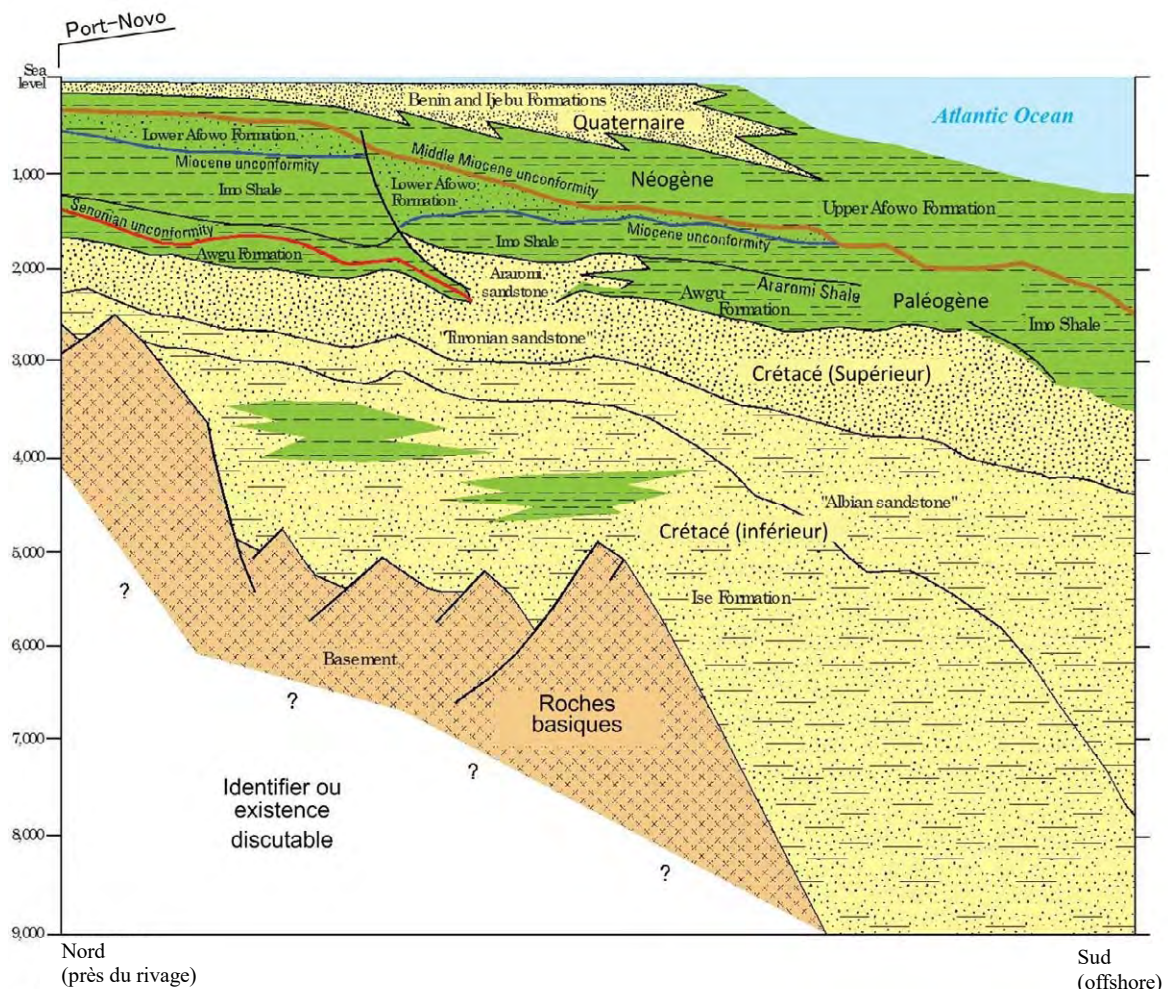 Port-Novo
Sea
level
Benin and Ijebu Formations
Quaternaire
Atlantic Ocean
Lower Afowo Formation
Miocene unconformity
Middle Miocene unconformity
1,000
Imo Shale
Lower Afowo
Formation
Néogène
Upper Afowo Formation
Senonian unconformity
Imo Shale
Miocene unconformity
Awgu Formation
2,000
Araromi
sandstone
Awgu
Formation
Araromi Shale
Paléogène
Imo Shale
"Turonian sandstone"
3,000
Crétacé (Supérieur)
4,000
"Albian sandstone"
Crétacé (inférieur)
5,000
?
Ise Formation
6,000
Basement
?
Roches
basiques
7,000
?
Identifier ou
existence
discutable
8,000
?
9,000
Nord
(près du rivage)
Sud
(offshore)